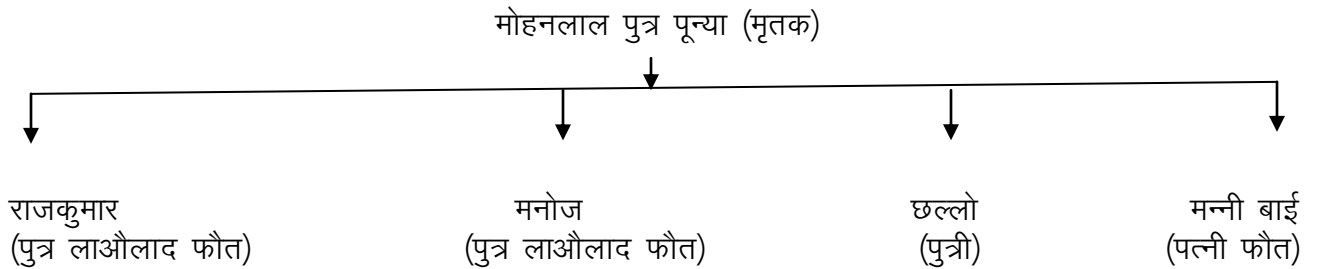 मोहनलाल पुत्र पून्या (मृतक)
राजकुमार मनोज छल्लो मन्नी बाई
(पुत्र लाऔलाद फौत) (पुत्र लाऔलाद फौत) (पुत्री) (पत्नी फौत)